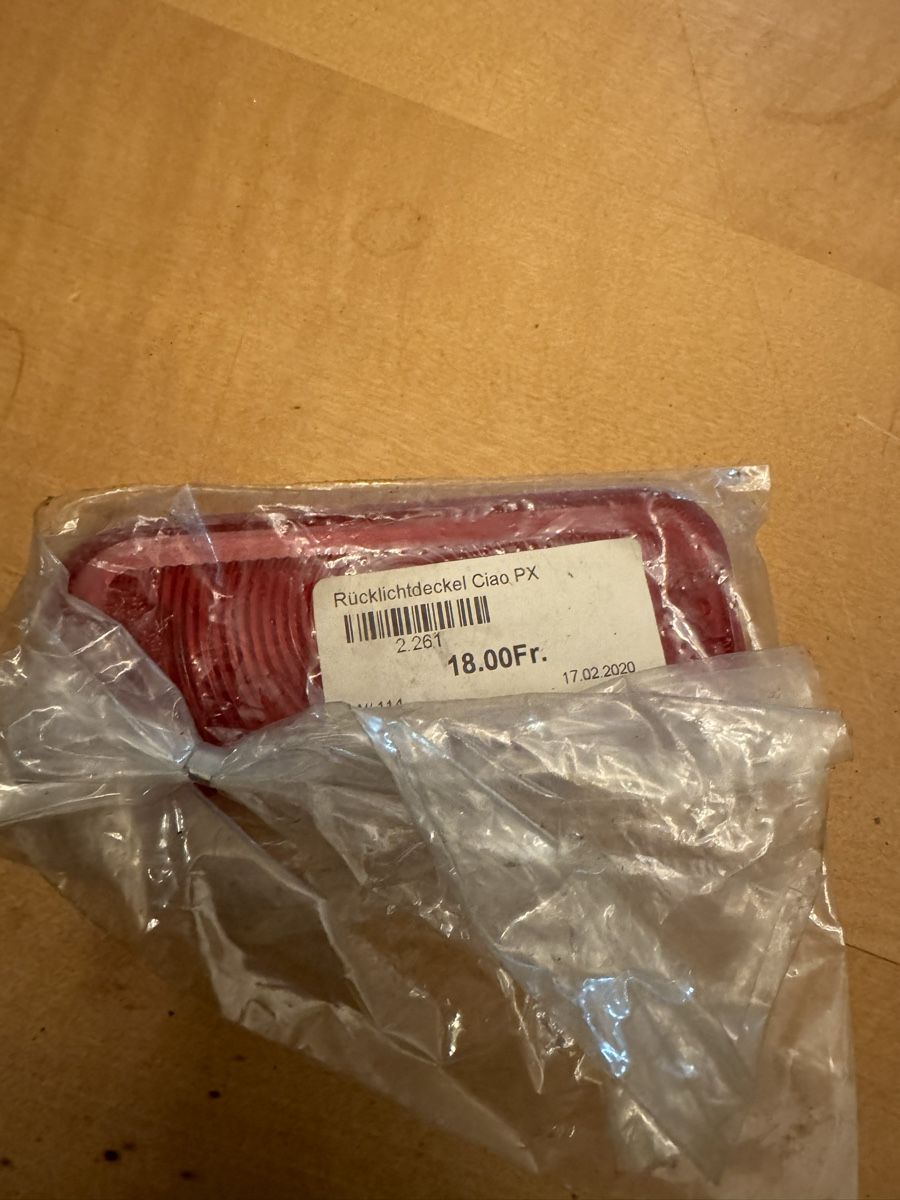 Rücklichtdeckel Ciao PX
2.261
18.00Fr.
17.02.2020